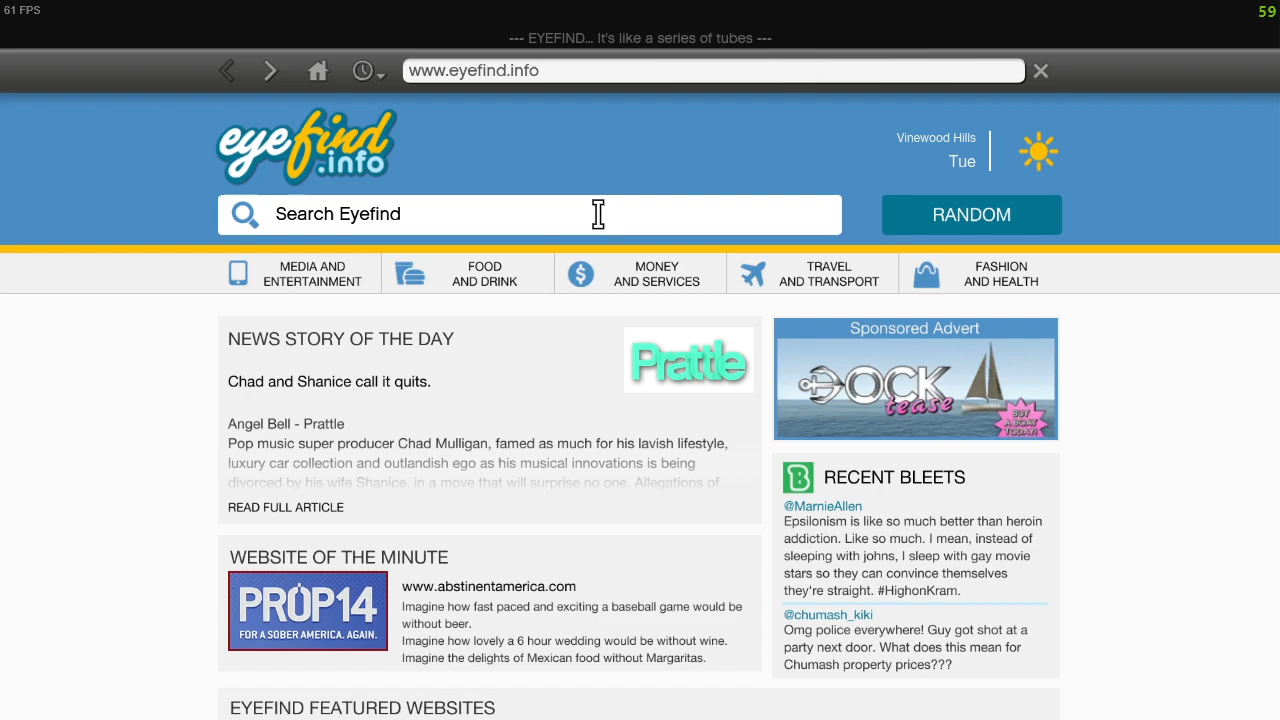 61 FPS
59
--- EYEFIND... It's like a series of tubes ---
www.eyefind.info
eyefind
.info
Vinewood Hills
Tue
Search Eyefind
RANDOM
MEDIA AND
ENTERTAINMENT
FOOD
AND DRINK
MONEY
AND SERVICES
TRAVEL
AND TRANSPORT
FASHION
AND HEALTH
NEWS STORY OF THE DAY
Prattle
Chad and Shanice call it quits.
Angel Bell - Prattle
Pop music super producer Chad Mulligan, famed as much for his lavish lifestyle,
luxury car collection and outlandish ego as his musical innovations is being
divorced by his wife Shanice, in a move that will surprise no one. Allegations of
READ FULL ARTICLE
Sponsored Advert
DOCK
tease
BUY
A BOAT
TODAY!
RECENT BLEETS
@MarnieAllen
Epsilonism is like so much better than heroin
addiction. Like so much. I mean, instead of
sleeping with johns, I sleep with gay movie
stars so they can convince themselves
they're straight. #HighonKram.
@chumash_kiki
Omg police everywhere! Guy got shot at a
party next door. What does this mean for
Chumash property prices???
WEBSITE OF THE MINUTE
PROP14
FOR A SOBER AMERICA. AGAIN.
www.abstinentamerica.com
Imagine how fast paced and exciting a baseball game would be
without beer.
Imagine how lovely a 6 hour wedding would be without wine.
Imagine the delights of Mexican food without Margaritas.
EYEFIND FEATURED WEBSITES